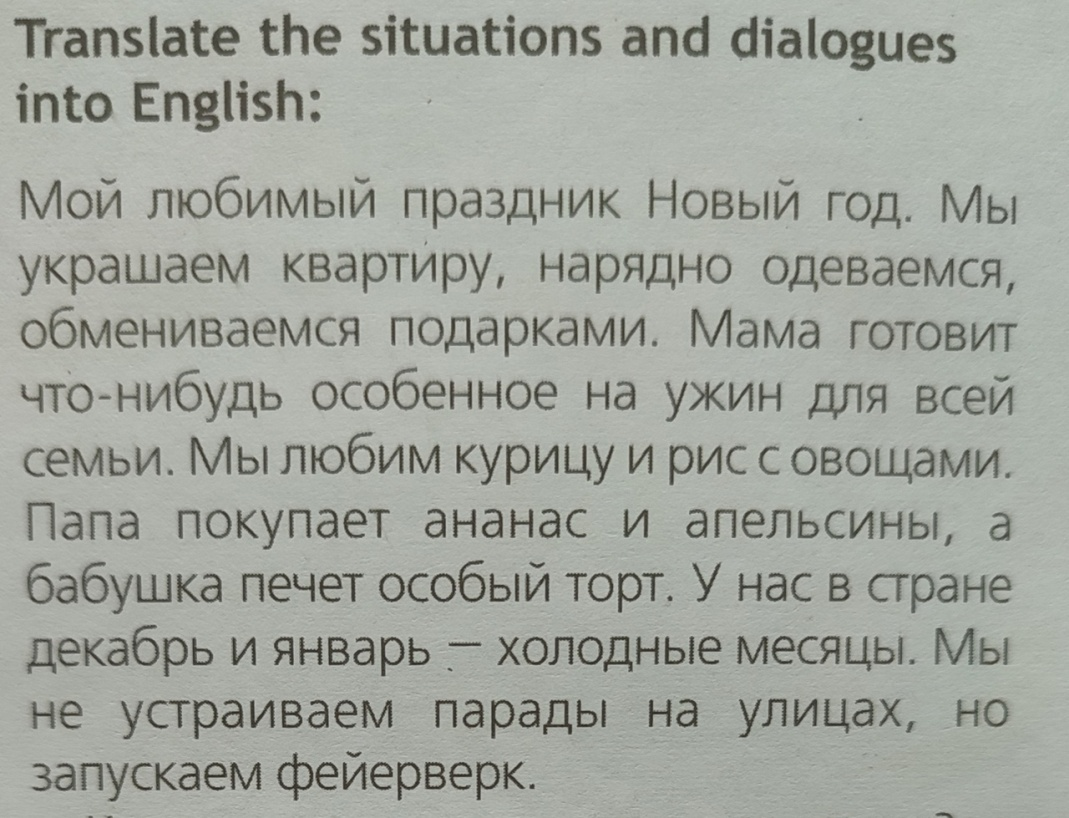 Translate the situations and dialogues
into English:
Мой любимый праздник Новый год. Мы
украшаем квартиру, нарядно одеваемся,
обмениваемся подарками. Мама готовит
что-нибудь особенное на ужин для всей
семьи. Мы любим курицу и рис с овощами.
Папа покупает ананас и апельсины, а
бабушка печет особый торт. У нас в стране
декабрь и январь — холодные месяцы. Мы
не устраиваем парады на улицах, но
запускаем фейерверк.